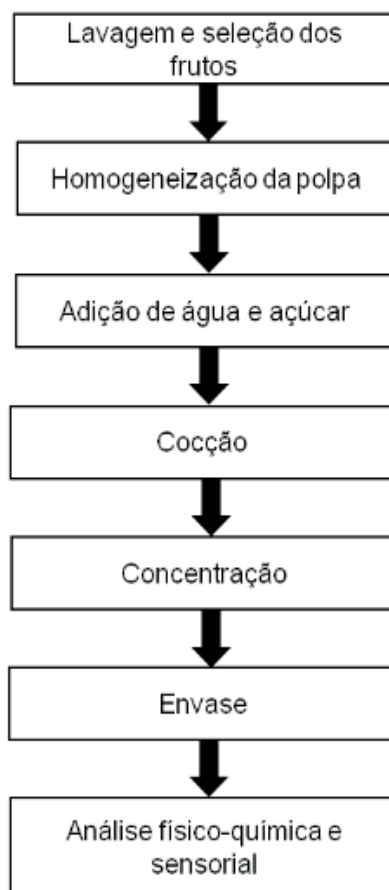 Lavagem e seleção dos
frutos
Homogeneização da polpa
Adição de água e açúcar
Cocção
Concentração
Envase
Análise físico-química e
sensorial